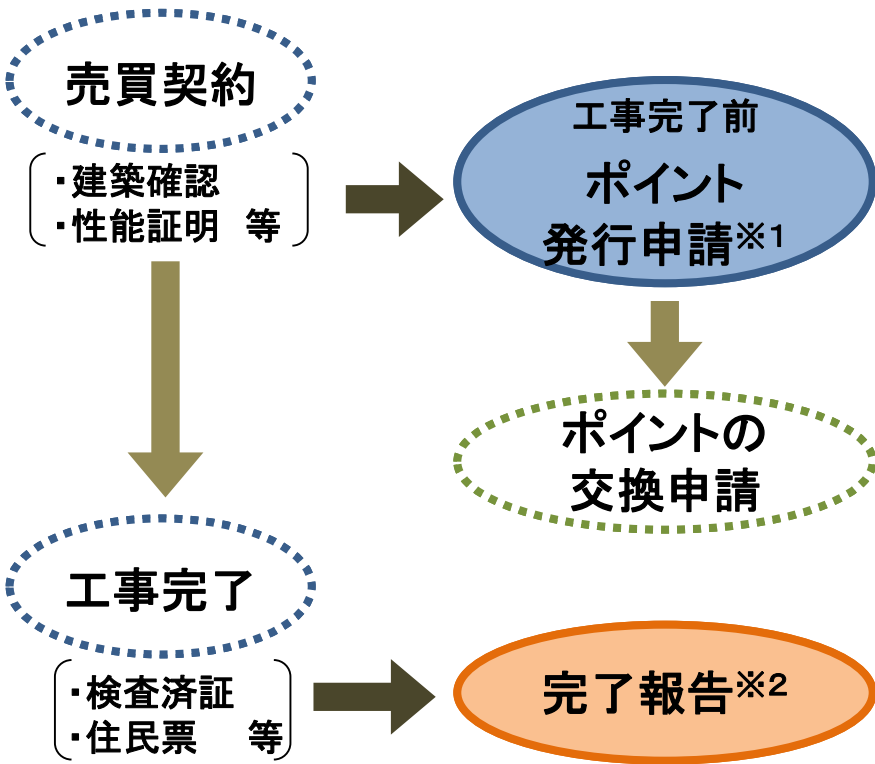 売買契約
・建築確認
・性能証明 等
工事完了前
ポイント
発行申請※1
ポイントの
交換申請
工事完了
・検査済証
・住民票 等
完了報告※2